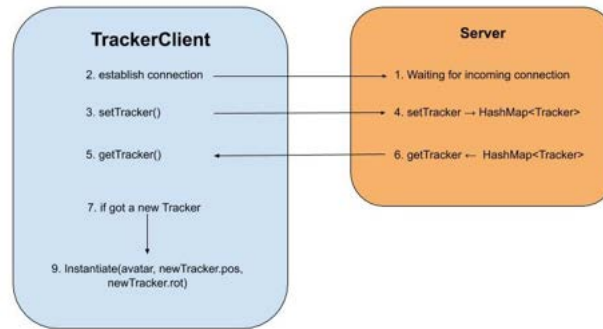 TrackerClient
2. establish connection
3. setTracker()
5. getTracker()
7. if got a new Tracker
9. Instantiate(avatar, newTracker.pos,
newTracker.rot)
Server
1. Waiting for incoming connection
4. setTracker → HashMap<Tracker>
6. getTracker ← HashMap<Tracker>